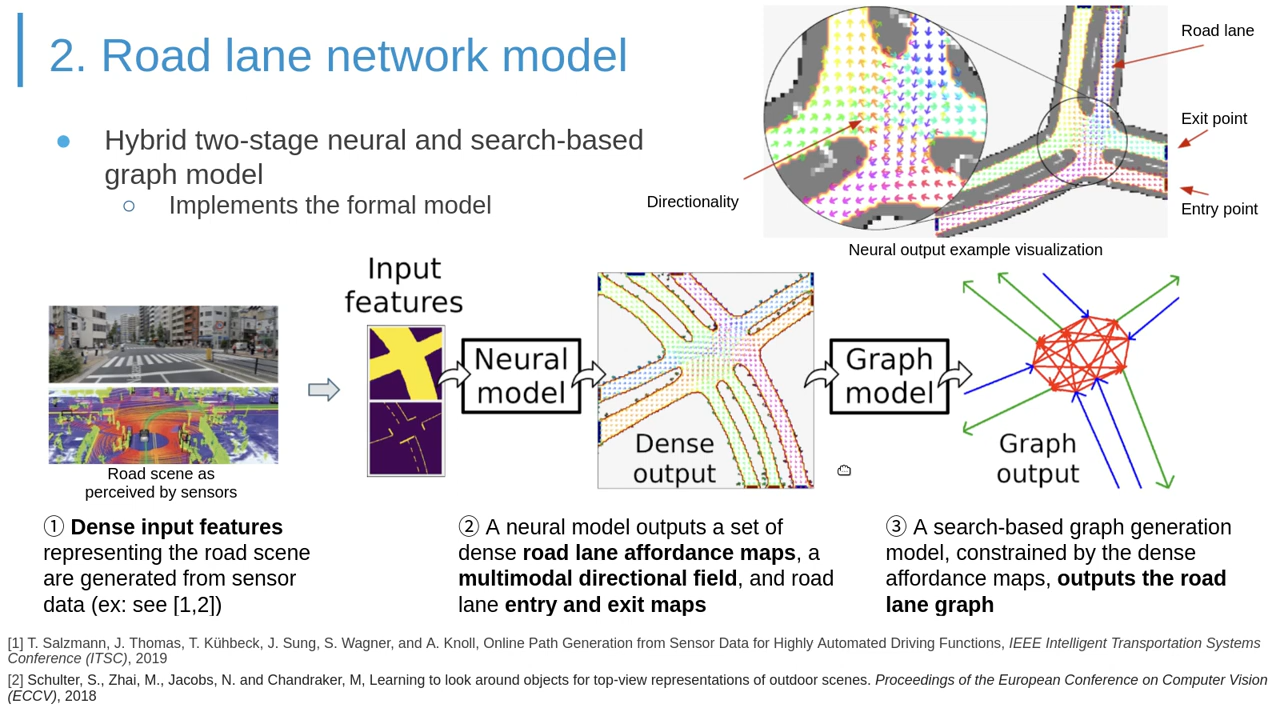 2. Road lane network model
Hybrid two-stage neural and search-based
graph model
Implements the formal model
Road lane
Exit point
Directionality
Entry point
Neural output example visualization
Input
features
Neural
model
Dense
output
Graph
model
Graph
output
Road scene as
perceived by sensors
① Dense input features
representing the road scene
are generated from sensor
data (ex: see [1,2])
② A neural model outputs a set of
dense road lane affordance maps, a
multimodal directional field, and road
lane entry and exit maps
③ A search-based graph generation
model, constrained by the dense
affordance maps, outputs the road
lane graph
[1] T. Salzmann, J. Thomas, T. Kühbeck, J. Sung, S. Wagner, and A. Knoll, Online Path Generation from Sensor Data for Highly Automated Driving Functions, IEEE Intelligent Transportation Systems
Conference (ITSC), 2019
[2] Schulter, S., Zhai, M., Jacobs, N. and Chandraker, M, Learning to look around objects for top-view representations of outdoor scenes. Proceedings of the European Conference on Computer Vision
(ECCV), 2018